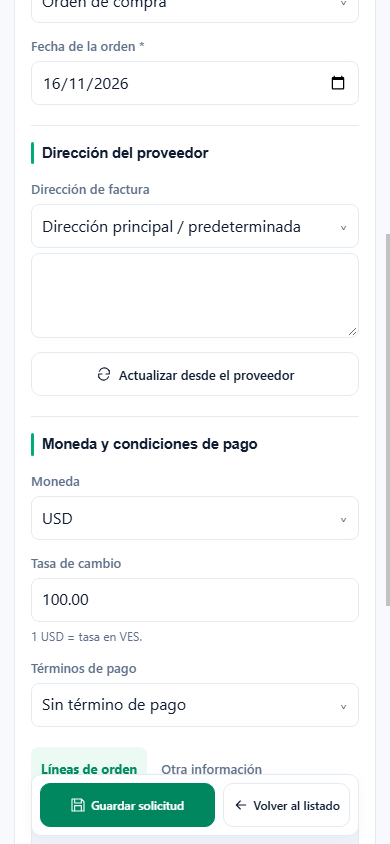 Orden de compra
Fecha de la orden *
16/11/2026
Dirección del proveedor
Dirección de factura
Dirección principal / predeterminada
Actualizar desde el proveedor
Moneda y condiciones de pago
Moneda
USD
Tasa de cambio
100.00
1 USD = tasa en VES.
Términos de pago
Sin término de pago
Líneas de orden Otra información
Guardar solicitud Volver al listado